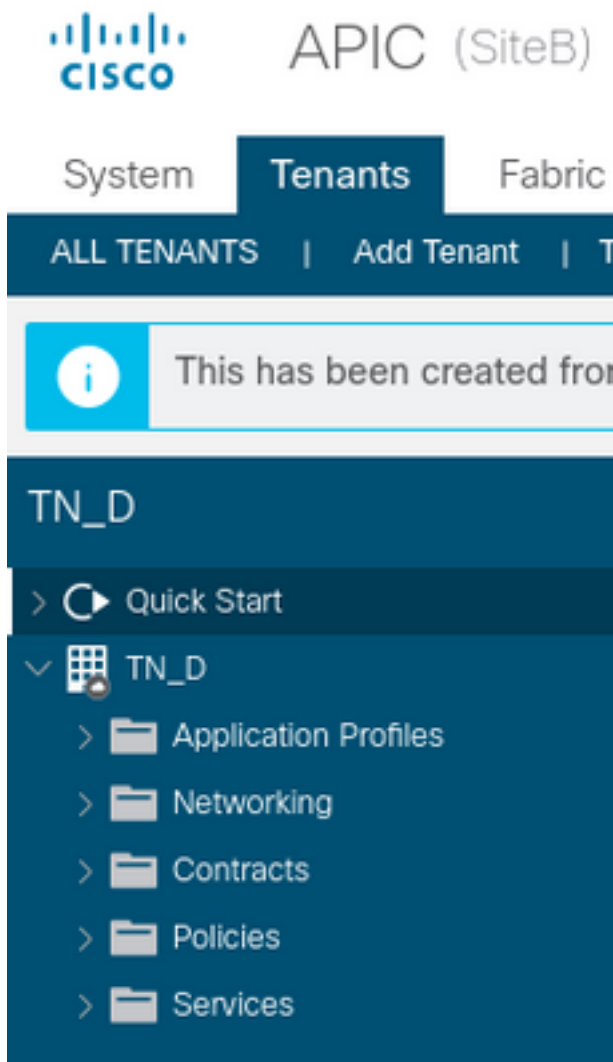 CISCO APIC (SiteB)
System Tenants Fabric
ALL TENANTS | Add Tenant |
This has been created
TN_D
Quick Start
TN_D
Application Profiles
Networking
Contracts
Policies
Services